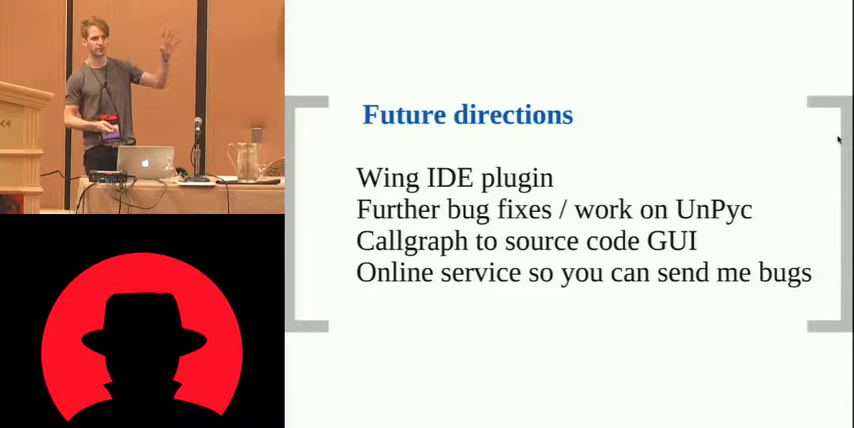 Future directions
Wing IDE plugin
Further bug fixes / work on UnPyc
Callgraph to source code GUI
Online service so you can send me bugs